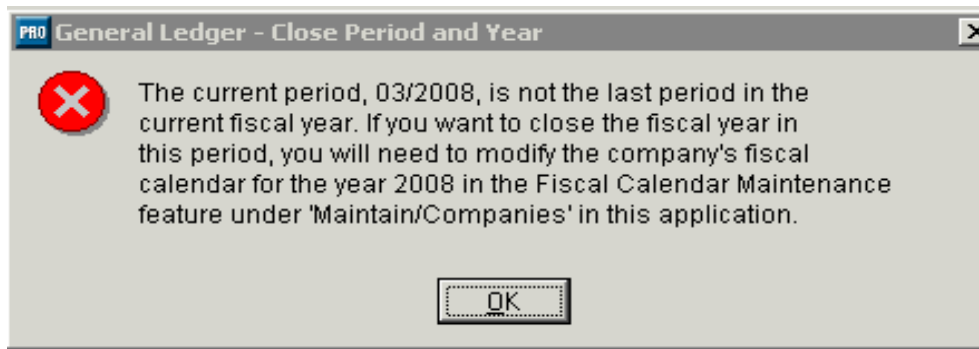 PRO General Ledger - Close Period and Year
The current period, 03/2008, is not the last period in the
current fiscal year. If you want to close the fiscal year in
this period, you will need to modify the company's fiscal
calendar for the year 2008 in the Fiscal Calendar Maintenance
feature under 'Maintain/Companies' in this application.
OK